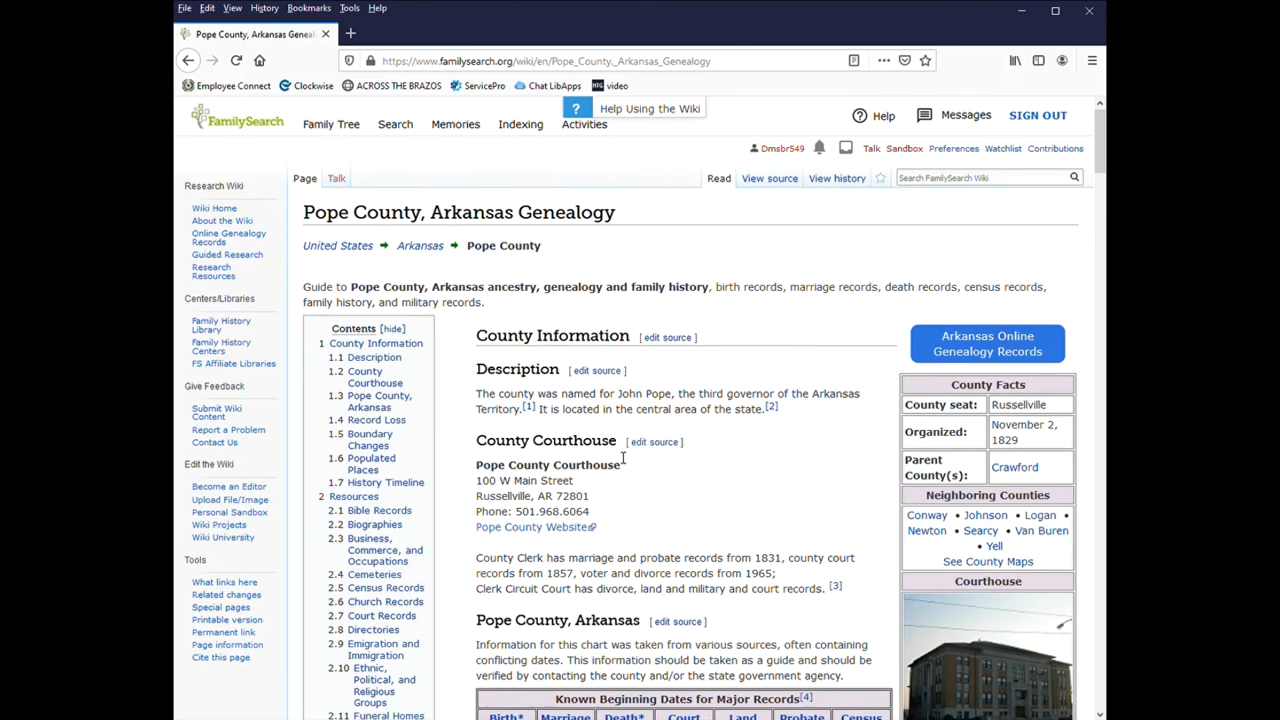 File Edit View History Bookmarks Tools Help
Pope County, Arkansas Geneal
https://www.familysearch.org/wiki/en/Pope_County,_Arkansas_Genealogy
Employee Connect Clockwise ACROSS THE BRAZOS ServicePro Chat LibApps video
? Help Using the Wiki
FamilySearch Family Tree Search Memories Indexing Activities Help Messages SIGN OUT
Dmsbr549 Talk Sandbox Preferences Watchlist Contributions
Page Talk Read View source View history Search FamilySearch Wiki
Research Wiki
Wiki Home
About the Wiki
Online Genealogy
Records
Guided Research
Research
Resources
Centers/Libraries
Family History
Library
Family History
Centers
FS Affiliate Libraries
Give Feedback
Submit Wiki
Content
Report a Problem
Contact Us
Edit the Wiki
Become an Editor
Upload File/Image
Personal Sandbox
Wiki Projects
Wiki University
Tools
What links here
Related changes
Special pages
Printable version
Permanent link
Page information
Cite this page
Pope County, Arkansas Genealogy
United States Arkansas Pope County
Guide to Pope County, Arkansas ancestry, genealogy and family history, birth records, marriage records, death records, census records,
family history, and military records.
Contents [hide]
1 County Information
1.1 Description
1.2 County
Courthouse
1.3 Pope County,
Arkansas
1.4 Record Loss
1.5 Boundary
Changes
1.6 Populated
Places
1.7 History Timeline
2 Resources
2.1 Bible Records
2.2 Biographies
2.3 Business,
Commerce, and
Occupations
2.4 Cemeteries
2.5 Census Records
2.6 Church Records
2.7 Court Records
2.8 Directories
2.9 Emigration and
Immigration
2.10 Ethnic,
Political, and
Religious
Groups
2.11 Funeral Homes
County Information [ edit source ]
Description [ edit source ]
The county was named for John Pope, the third governor of the Arkansas
Territory.[1] It is located in the central area of the state.[2]
County Courthouse [ edit source ]
Pope County Courthouse
100 W Main Street
Russellville, AR 72801
Phone: 501.968.6064
Pope County Website
County Clerk has marriage and probate records from 1831, county court
records from 1857, voter and divorce records from 1965;
Clerk Circuit Court has divorce, land and military and court records. [3]
Pope County, Arkansas [ edit source ]
Information for this chart was taken from various sources, often containing
conflicting dates. This information should be taken as a guide and should be
verified by contacting the county and/or the state government agency.
Known Beginning Dates for Major Records[4]
Birth* Marriage Death* Court Land Probate Census
Arkansas Online
Genealogy Records
County Facts
County seat: Russellville
Organized: November 2,
1829
Parent
County(s): Crawford
Neighboring Counties
Conway • Johnson • Logan •
Newton • Searcy • Van Buren
• Yell
See County Maps
Courthouse